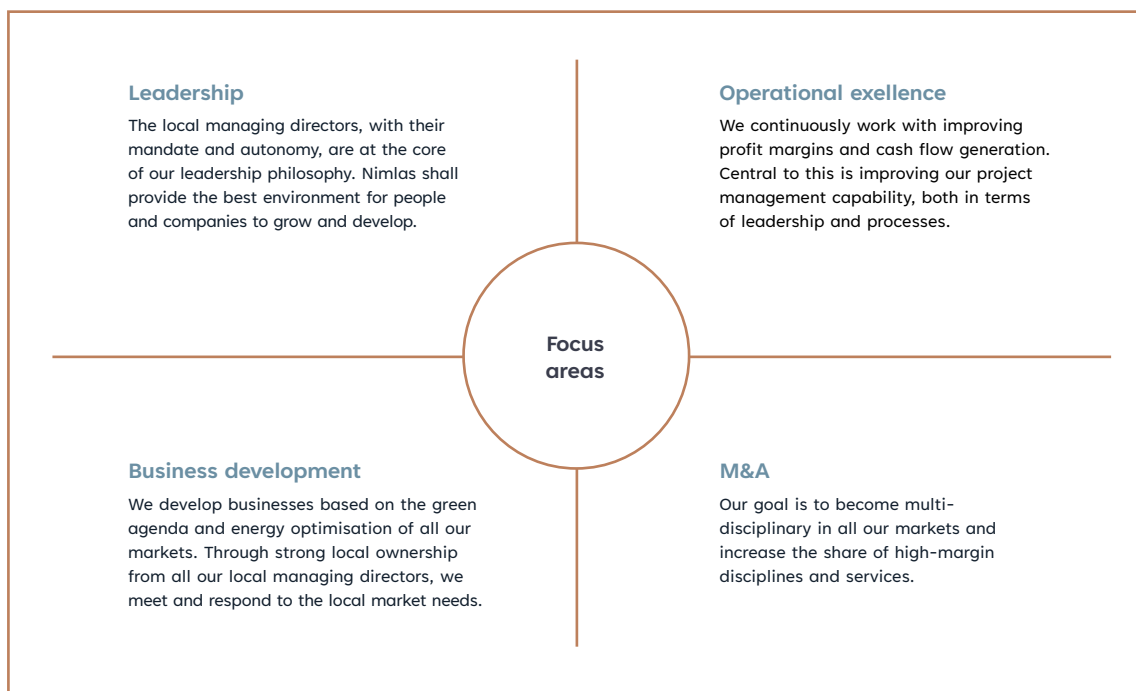 Leadership
The local managing directors, with their
mandate and autonomy, are at the core
of our leadership philosophy. Nimlas shall
provide the best environment for people
and companies to grow and develop.
Operational exellence
We continuously work with improving
profit margins and cash flow generation.
Central to this is improving our project
management capability, both in terms
of leadership and processes.
Focus
areas
Business development
We develop businesses based on the green
agenda and energy optimisation of all our
markets. Through strong local ownership
from all our local managing directors, we
meet and respond to the local market needs.
M&A
Our goal is to become multi-
disciplinary in all our markets and
increase the share of high-margin
disciplines and services.